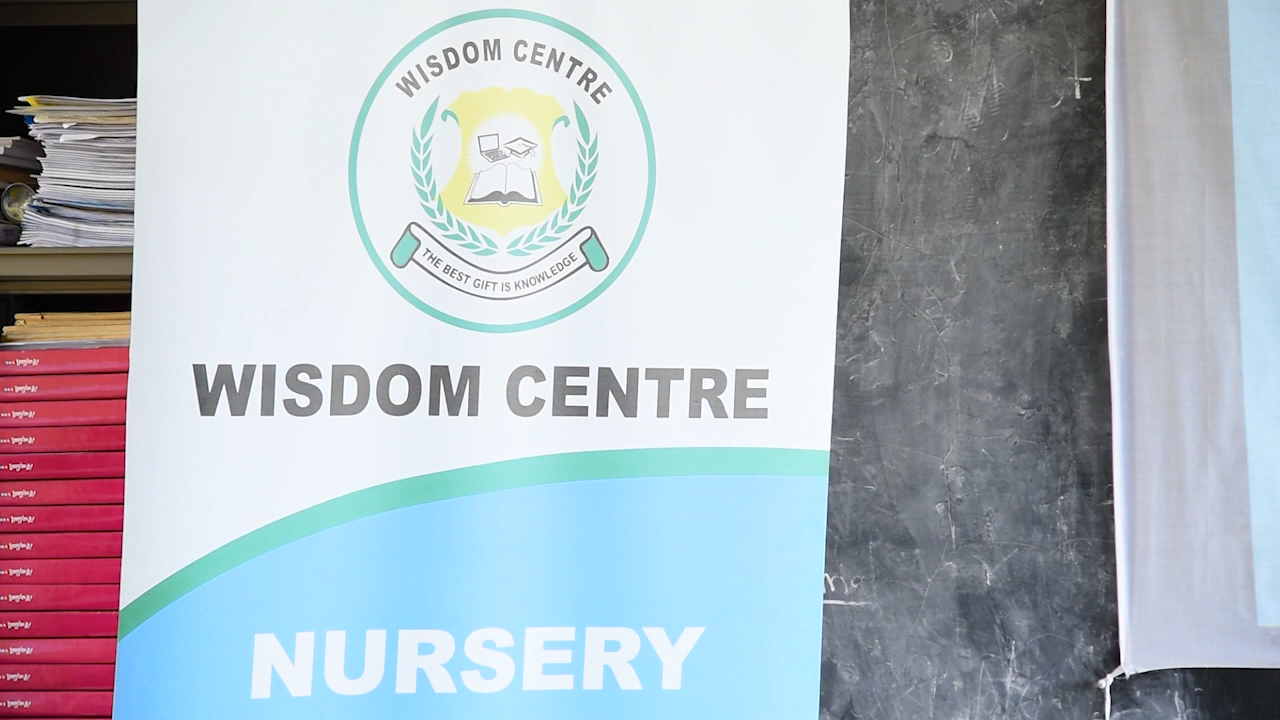 WISDOM CENTRE
THE BEST GIFT IS KNOWLEDGE
WISDOM CENTRE
NURSERY